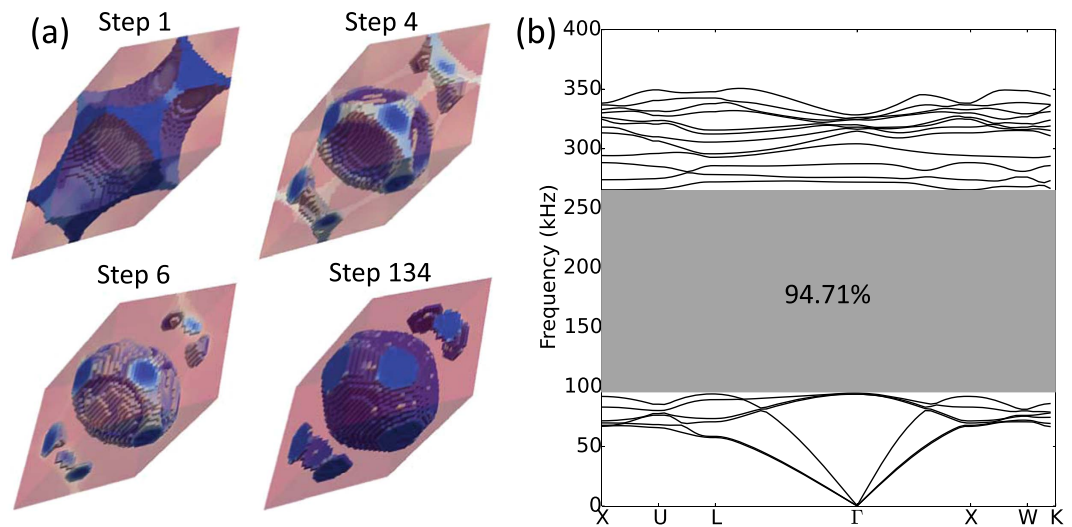 (a)
Step 1
Step 4
Step 6
Step 134
(b)
Frequency (kHz)
400
350
300
250
200
150
100
50
0
94.71%
X U L Γ X W K